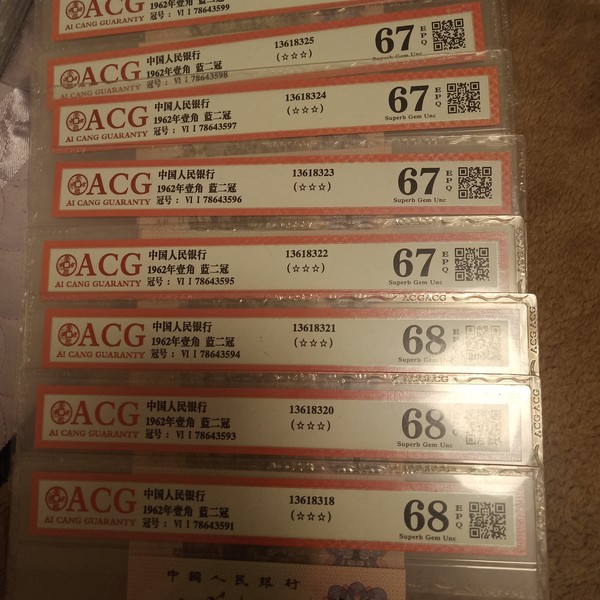 ACG
AI CANG GUARANTY
1962年壹角 蓝二冠
冠号： VI I 78643599
ACG
AI CANG GUARANTY
中国人民银行
1962年壹角 蓝二冠
冠号： VI I 78643598
13618325
(☆☆☆)
67
EPQ
Superb Gem Unc
ACG
AI CANG GUARANTY
中国人民银行
1962年壹角 蓝二冠
冠号： VI I 78643597
13618324
(☆☆☆)
67
EPQ
Superb Gem Unc
ACG
AI CANG GUARANTY
中国人民银行
1962年壹角 蓝二冠
冠号： VI I 78643596
13618323
(☆☆☆)
67
EPQ
Superb Gem Unc
ACG
AI CANG GUARANTY
中国人民银行
1962年壹角 蓝二冠
冠号： VI I 78643595
13618322
(☆☆☆)
67
EPQ
Superb Gem Unc
ACGACG
ACG
AI CANG GUARANTY
中国人民银行
1962年壹角 蓝二冠
冠号： VI I 78643594
13618321
(☆☆☆)
68
EPQ
Superb Gem Unc
ACG ACG
ACG
AI CANG GUARANTY
中国人民银行
1962年壹角 蓝二冠
冠号： VI I 78643593
13618320
(☆☆☆)
68
EPQ
Superb Gem Unc
ACG ACG
ACG
AI CANG GUARANTY
中国人民银行
1962年壹角 蓝二冠
冠号： VI I 78643591
13618318
(☆☆☆)
68
EPQ
Superb Gem Unc
中国人民银行